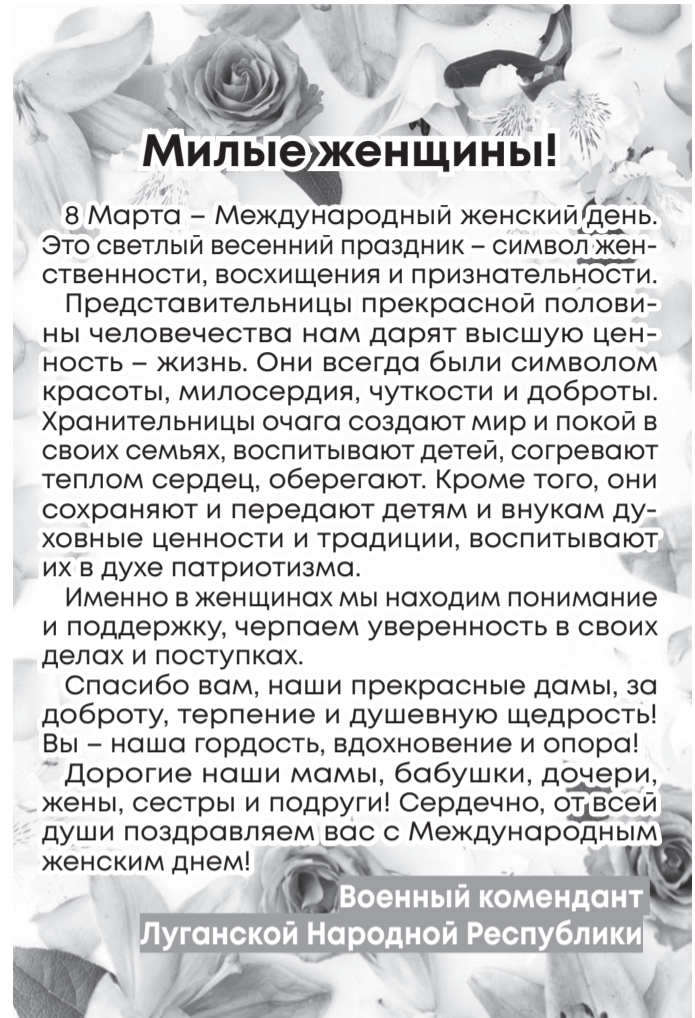 Милые женщины!
8 Марта – Международный женский день.
Это светлый весенний праздник – символ жен-
ственности, восхищения и признательности.
Представительницы прекрасной полови-
ны человечества нам дарят высшую цен-
ность – жизнь. Они всегда были символом
красоты, милосердия, чуткости и доброты.
Хранительницы очага создают мир и покой в
своих семьях, воспитывают детей, согревают
теплом сердец, оберегают. Кроме того, они
сохраняют и передают детям и внукам ду-
ховные ценности и традиции, воспитывают
их в духе патриотизма.
Именно в женщинах мы находим понимание
и поддержку, черпаем уверенность в своих
делах и поступках.
Спасибо вам, наши прекрасные дамы, за
доброту, терпение и душевную щедрость!
Вы – наша гордость, вдохновение и опора!
Дорогие наши мамы, бабушки, дочери,
жены, сестры и подруги! Сердечно, от всей
души поздравляем вас с Международным
женским днем!
Военный комендант
Луганской Народной Республики